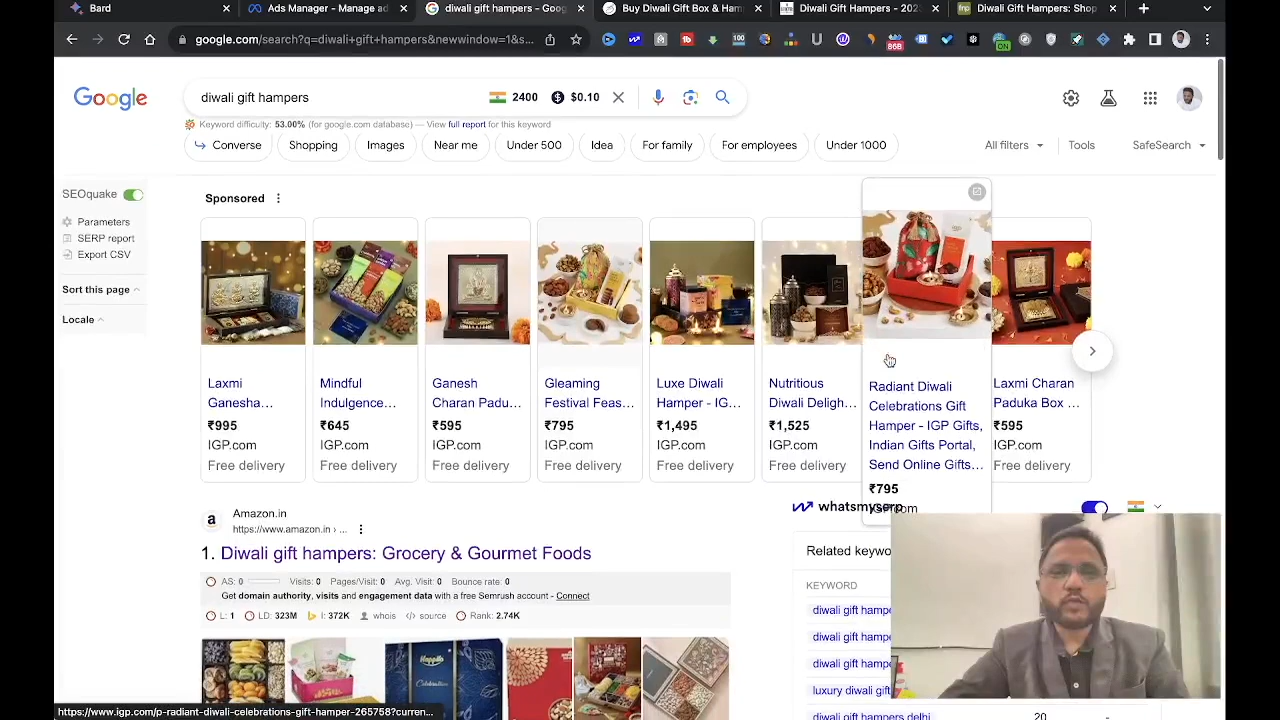 Bard
Ads Manager - Manage ad
diwali gift hampers - Goog
Buy Diwali Gift Box & Ham
Diwali Gift Hampers - 202
Diwali Gift Hampers: Shop
google.com/search?q=diwali+gift+hampers&newwindow=1&s...
Google
diwali gift hampers
2400
$0.10
Keyword difficulty: 53.00% (for google.com database) — View full report for this keyword
Converse
Shopping
Images
Near me
Under 500
Idea
For family
For employees
Under 1000
All filters
Tools
SafeSearch
SEOquake
Parameters
SERP report
Export CSV
Sort this page
Locale
Sponsored
Laxmi
Ganesha...
₹995
IGP.com
Free delivery
Mindful
Indulgence...
₹645
IGP.com
Free delivery
Ganesh
Charan Padu...
₹595
IGP.com
Free delivery
Gleaming
Festival Feas...
₹795
IGP.com
Free delivery
Luxe Diwali
Hamper - IG...
₹1,495
IGP.com
Free delivery
Nutritious
Diwali Deligh...
₹1,525
IGP.com
Free delivery
Radiant Diwali
Celebrations Gift
Hamper - IGP Gifts,
Indian Gifts Portal,
Send Online Gifts...
₹795
Laxmi Charan
Paduka Box ...
₹595
IGP.com
Free delivery
Amazon.in
https://www.amazon.in › ...
1. Diwali gift hampers: Grocery & Gourmet Foods
AS: 0 Visits: 0 Pages/Visit: 0 Avg. Visit: 0 Bounce rate: 0
Get domain authority, visits and engagement data with a free Semrush account - Connect
L: 1 LD: 323M I: 372K whois source Rank: 2.74K
Related keywo
KEYWORD
diwali gift hampe
diwali gift hampe
diwali gift hampe
luxury diwali gift
diwali gift hampers delhi
20
https://www.igp.com/p-radiant-diwali-celebrations-gift-hamper-265758?curren...